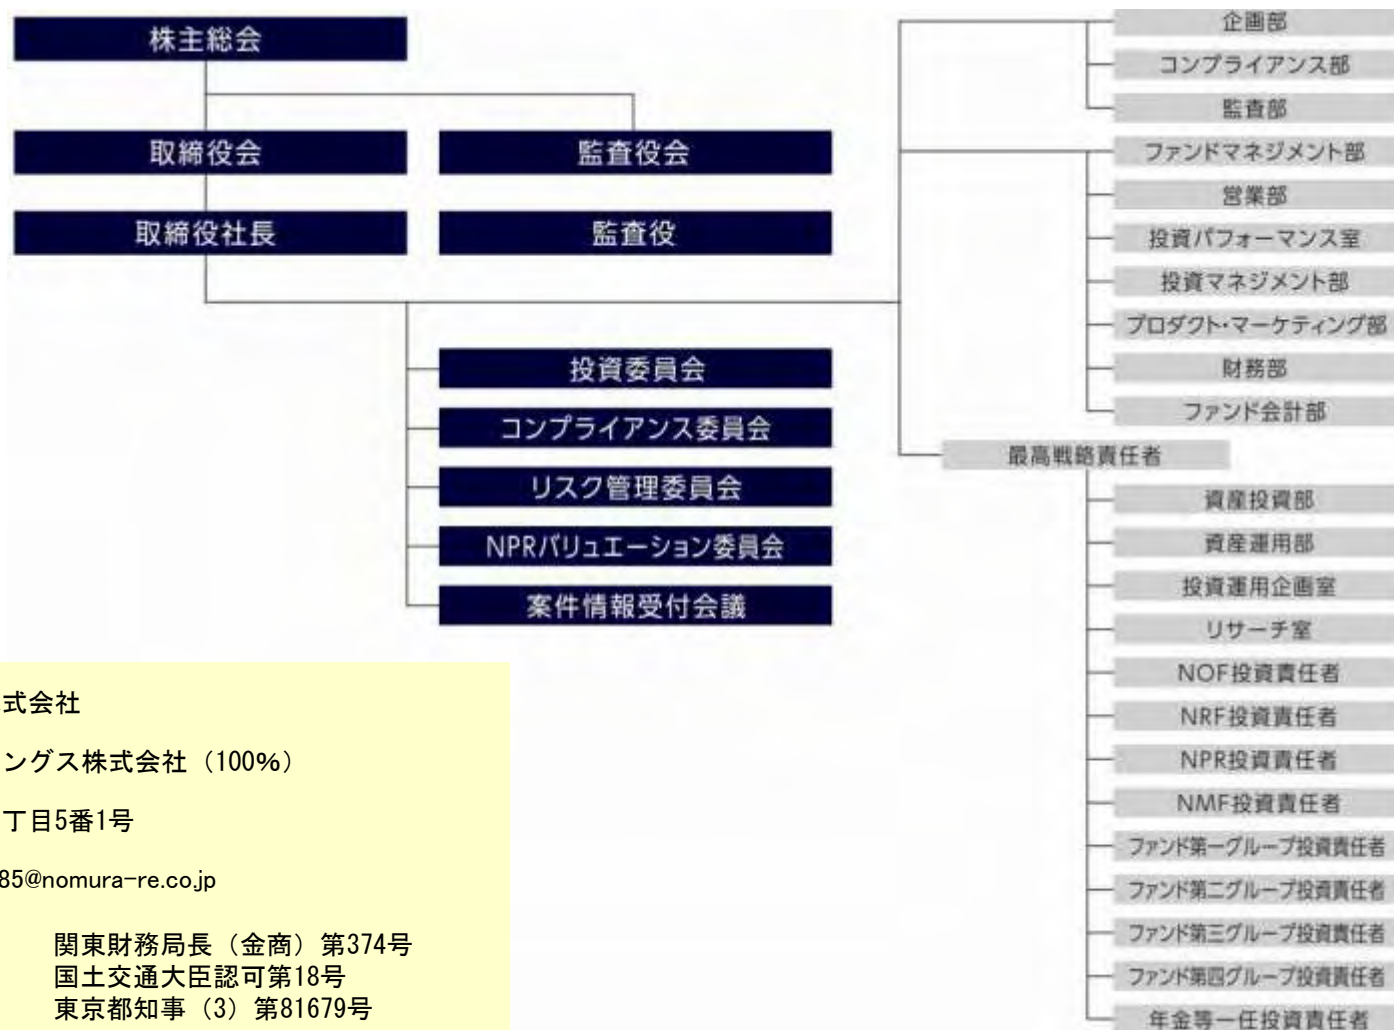 株主総会
取締役会
監査役会
取締役社長
監査役
投資委員会
コンプライアンス委員会
リスク管理委員会
NPRバリュエーション委員会
案件情報受付会議
企画部
コンプライアンス部
監査部
ファンドマネジメント部
営業部
投資パフォーマンス室
投資マネジメント部
プロダクト・マーケティング部
財務部
ファンド会計部
最高戦略責任者
資産投資部
資産運用部
投資運用企画室
リサーチ室
NOF投資責任者
NRF投資責任者
NPR投資責任者
NMF投資責任者
ファンド第一グループ投資責任者
ファンド第二グループ投資責任者
ファンド第三グループ投資責任者
ファンド第四グループ投資責任者
年金等一任投資責任者
式会社
ングス株式会社（100%）
丁目5番1号
85@nomura-re.co.jp
関東財務局長（金商）第374号
国土交通大臣認可第18号
東京都知事（3）第81679号